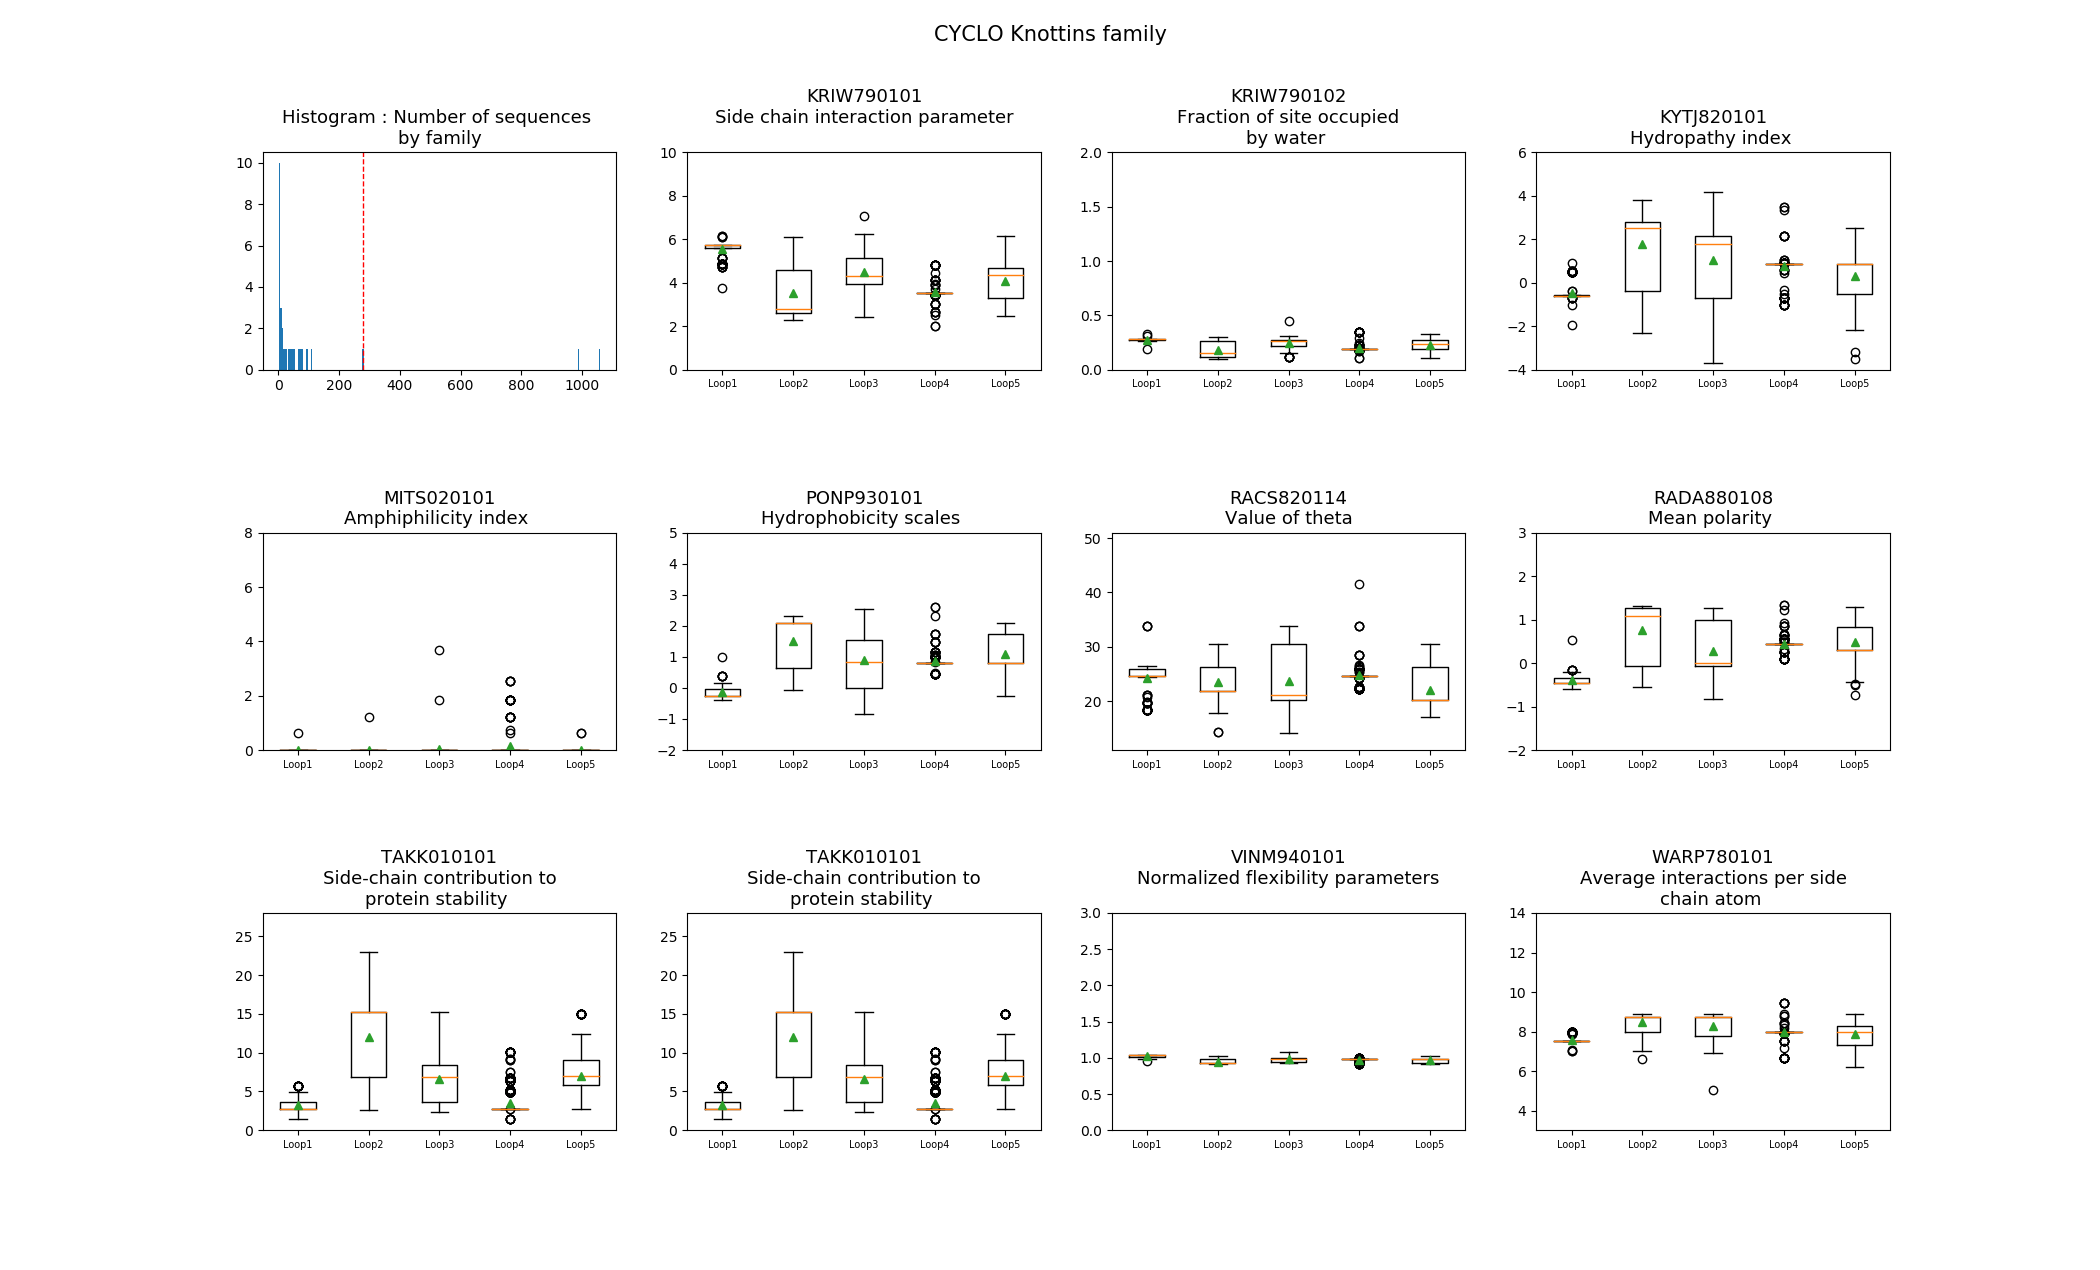 CYCLO Knottins family
Histogram : Number of sequences
by family
10
8
6
4
2
0
0 200 400 600 800 1000
KRIW790101
Side chain interaction parameter
10
8
6
4
2
0
Loop1 Loop2 Loop3 Loop4 Loop5
KRIW790102
Fraction of site occupied
by water
2.0
1.5
1.0
0.5
0.0
Loop1 Loop2 Loop3 Loop4 Loop5
KYTJ820101
Hydropathy index
6
4
2
0
−2
−4
Loop1 Loop2 Loop3 Loop4 Loop5
MITS020101
Amphiphilicity index
8
6
4
2
0
Loop1 Loop2 Loop3 Loop4 Loop5
PONP930101
Hydrophobicity scales
5
4
3
2
1
0
−1
−2
Loop1 Loop2 Loop3 Loop4 Loop5
RACS820114
Value of theta
50
40
30
20
Loop1 Loop2 Loop3 Loop4 Loop5
RADA880108
Mean polarity
3
2
1
0
−1
−2
Loop1 Loop2 Loop3 Loop4 Loop5
TAKK010101
Side-chain contribution to
protein stability
25
20
15
10
5
0
Loop1 Loop2 Loop3 Loop4 Loop5
TAKK010101
Side-chain contribution to
protein stability
25
20
15
10
5
0
Loop1 Loop2 Loop3 Loop4 Loop5
VINM940101
Normalized flexibility parameters
3.0
2.5
2.0
1.5
1.0
0.5
0.0
Loop1 Loop2 Loop3 Loop4 Loop5
WARP780101
Average interactions per side
chain atom
14
12
10
8
6
4
Loop1 Loop2 Loop3 Loop4 Loop5